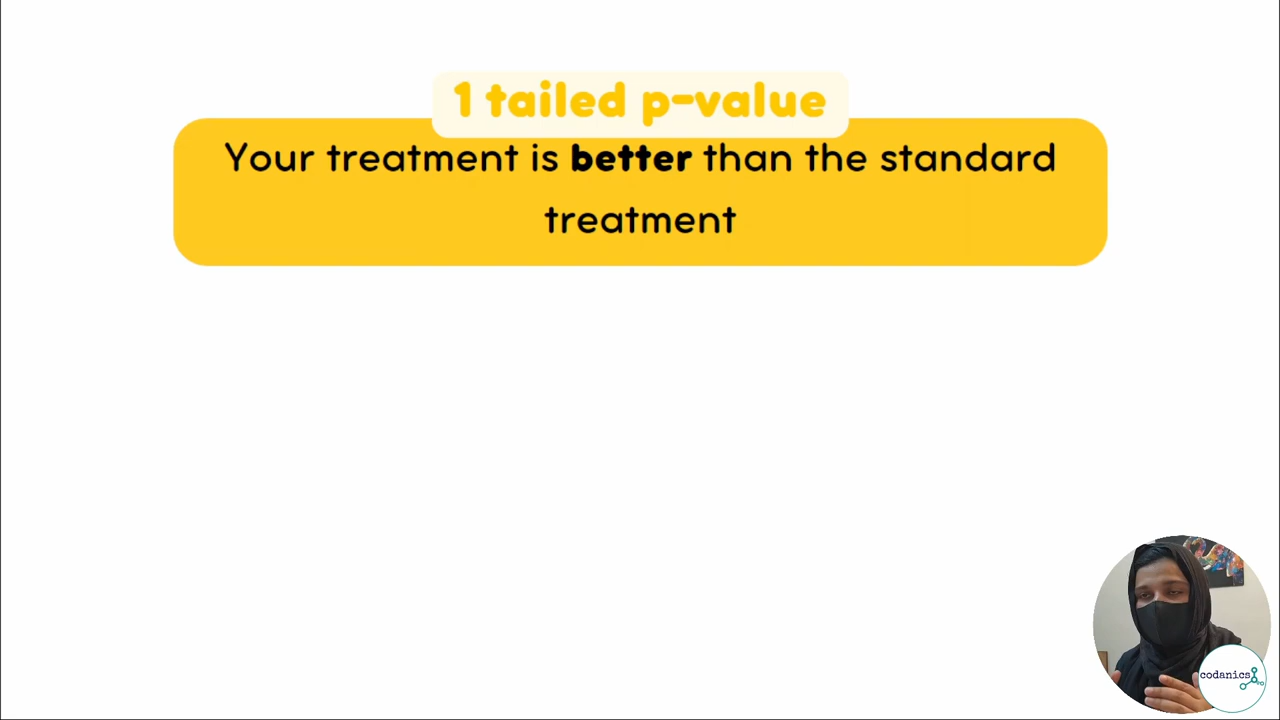 1 tailed p-value
Your treatment is better than the standard
treatment
codanics